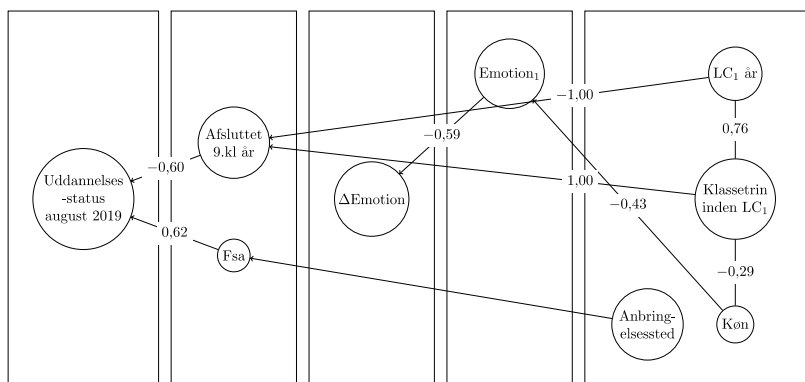 Emotion₁
LC₁ år
−1,00
Afsluttet
9.kl år
−0,59
0,76
−0,60
1,00
Uddannelses
-status
august 2019
ΔEmotion
Klassetrin
inden LC₁
−0,43
0,62
Fsa
−0,29
Anbring-
elsessted
Køn